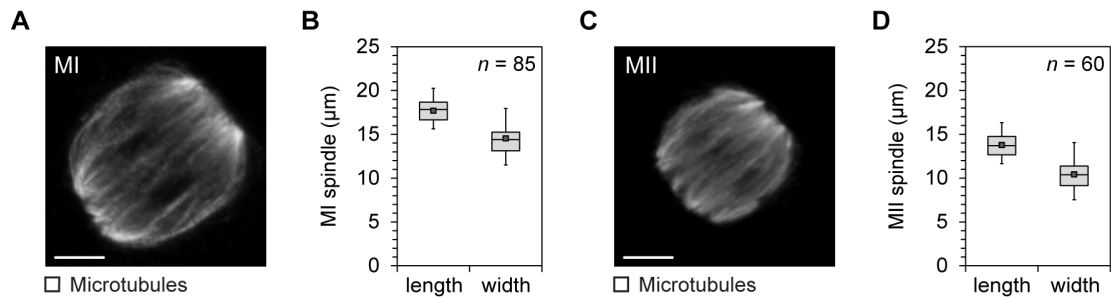 A
MI
Microtubules
B
MI spindle (µm)
25
20
15
10
5
0
n = 85
length width
C
MII
Microtubules
D
MII spindle (µm)
25
20
15
10
5
0
n = 60
length width